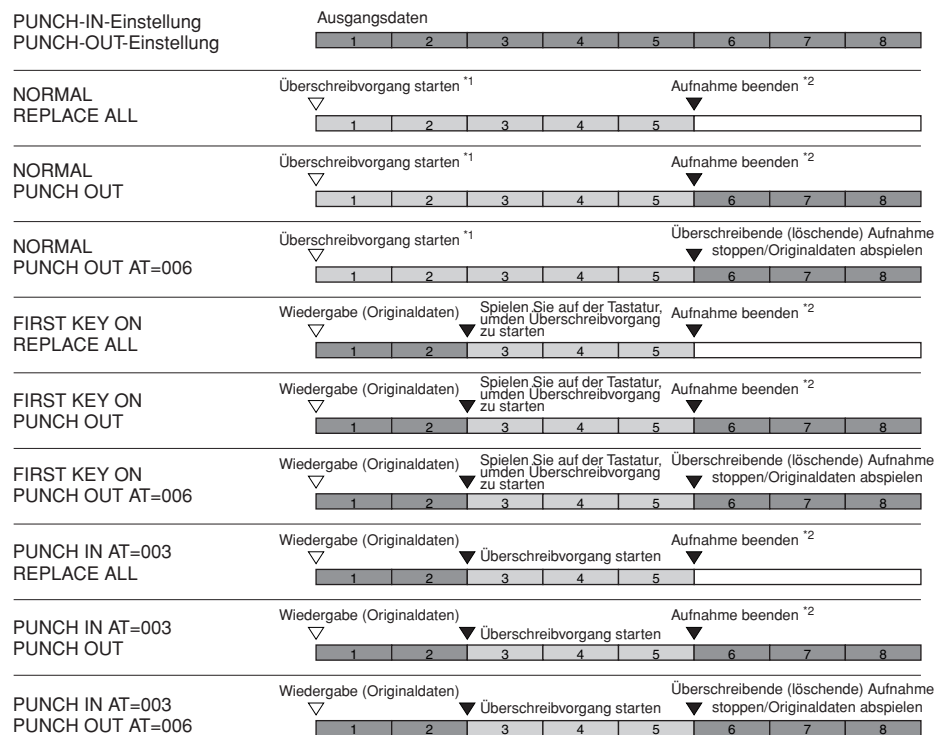 PUNCH-IN-Einstellung
PUNCH-OUT-Einstellung
Ausgangsdaten
1 2 3 4 5 6 7 8
NORMAL
REPLACE ALL
Überschreibvorgang starten *1
Aufnahme beenden *2
1 2 3 4 5
NORMAL
PUNCH OUT
Überschreibvorgang starten *1
Aufnahme beenden *2
1 2 3 4 5 6 7 8
NORMAL
PUNCH OUT AT=006
Überschreibvorgang starten *1
Überschreibende (löschende) Aufnahme
stoppen/Originaldaten abspielen
1 2 3 4 5 6 7 8
FIRST KEY ON
REPLACE ALL
Wiedergabe (Originaldaten)
Spielen Sie auf der Tastatur,
umden Überschreibvorgang
zu starten
Aufnahme beenden *2
1 2 3 4 5
FIRST KEY ON
PUNCH OUT
Wiedergabe (Originaldaten)
Spielen Sie auf der Tastatur,
umden Überschreibvorgang
zu starten
Aufnahme beenden *2
1 2 3 4 5 6 7 8
FIRST KEY ON
PUNCH OUT AT=006
Wiedergabe (Originaldaten)
Spielen Sie auf der Tastatur,
umden Überschreibvorgang
zu starten
Überschreibende (löschende) Aufnahme
stoppen/Originaldaten abspielen
1 2 3 4 5 6 7 8
PUNCH IN AT=003
REPLACE ALL
Wiedergabe (Originaldaten)
Überschreibvorgang starten
Aufnahme beenden *2
1 2 3 4 5
PUNCH IN AT=003
PUNCH OUT
Wiedergabe (Originaldaten)
Überschreibvorgang starten
Aufnahme beenden *2
1 2 3 4 5 6 7 8
PUNCH IN AT=003
PUNCH OUT AT=006
Wiedergabe (Originaldaten)
Überschreibvorgang starten
Überschreibende (löschende) Aufnahme
stoppen/Originaldaten abspielen
1 2 3 4 5 6 7 8